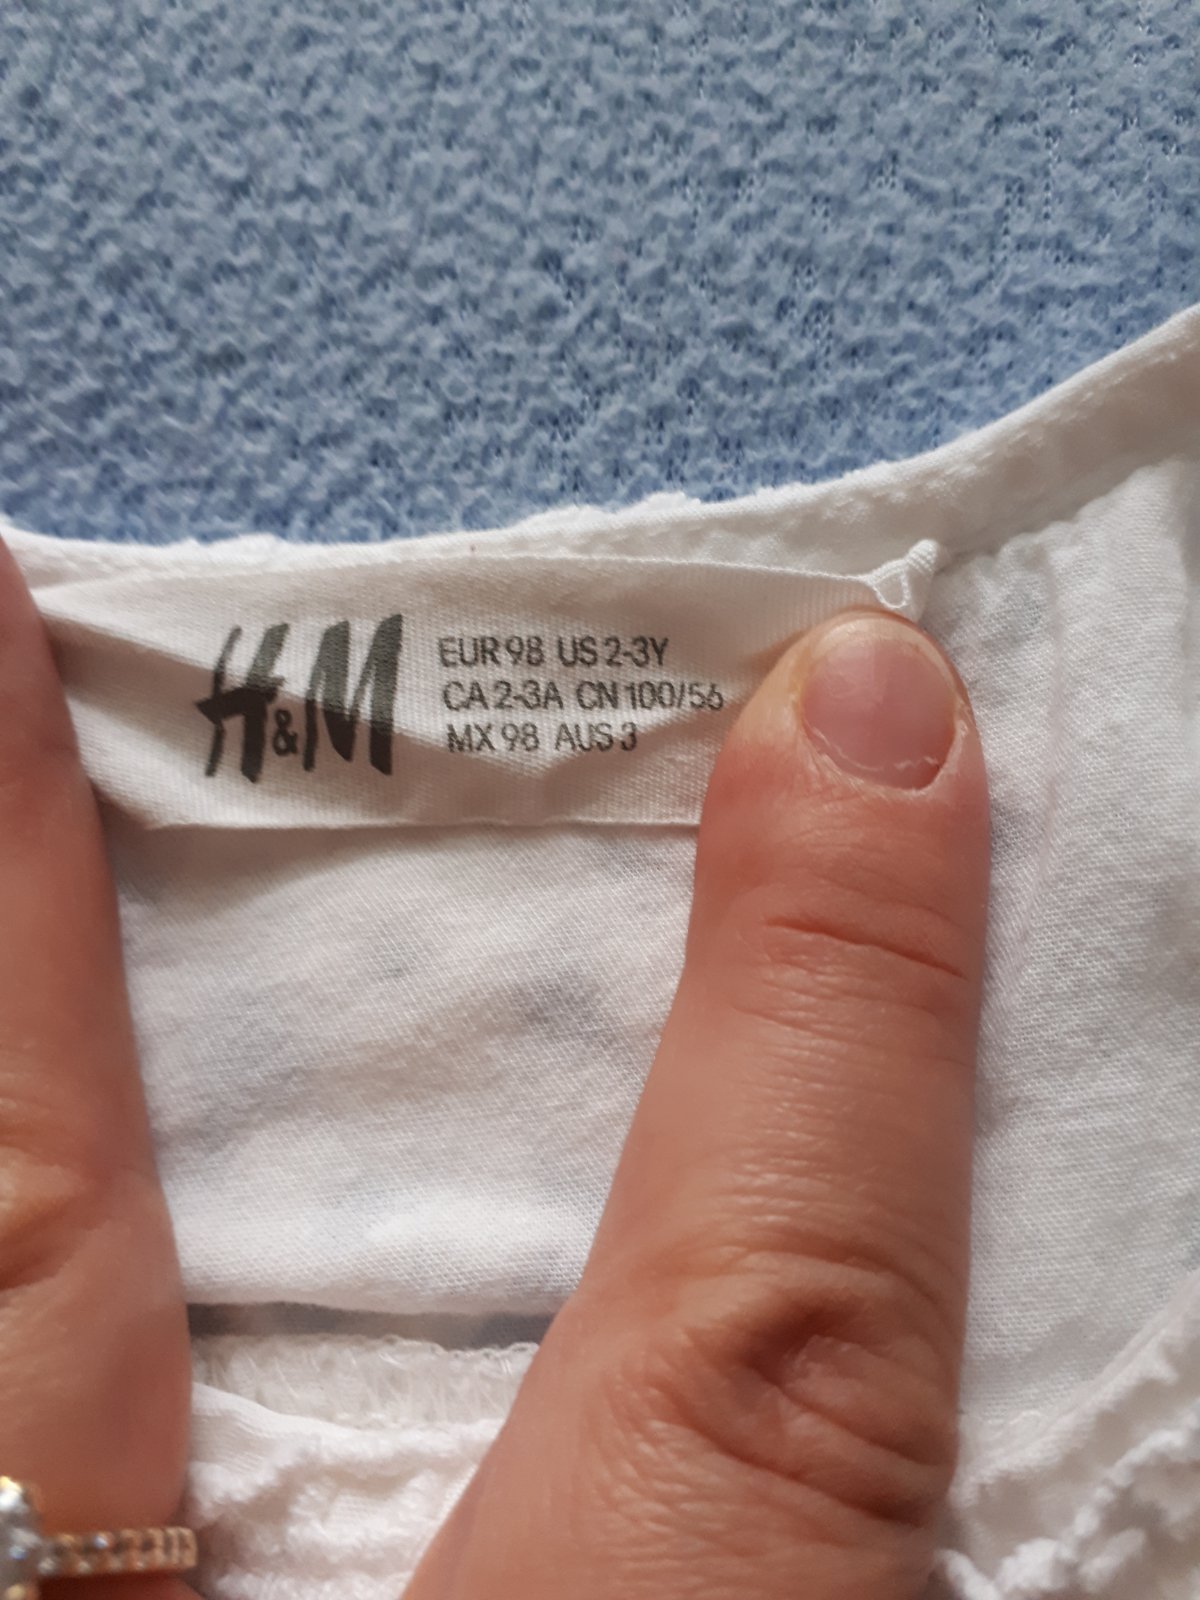 H&M
EUR 98 US 2-3Y
CA 2-3A CN 100/56
MX 98 AUS 3